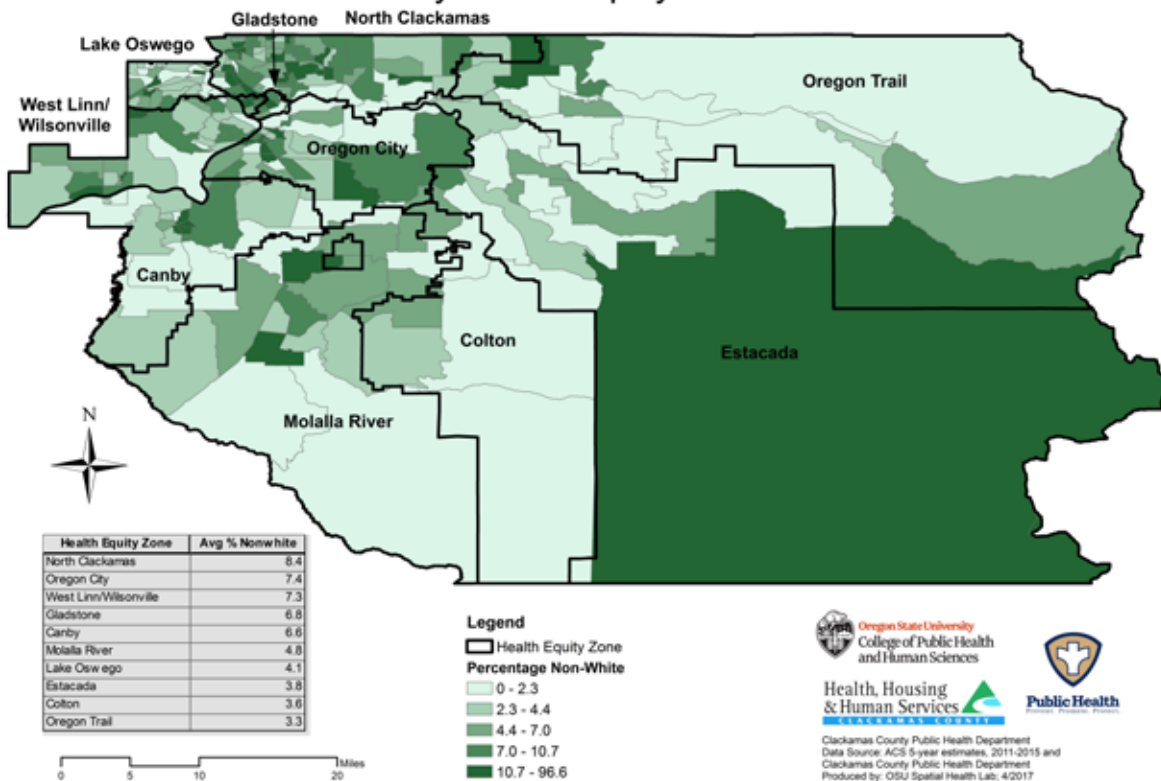 Gladstone
North Clackamas
Lake Oswego
West Linn/
Wilsonville
Oregon Trail
Oregon City
Canby
Colton
Estacada
Molalla River
N
Health Equity Zone Avg % Nonwhite
North Clackamas 8.4
Oregon City 7.4
West Linn/Wilsonville 7.3
Gladstone 6.8
Canby 6.6
Molalla River 4.8
Lake Oswego 4.1
Estacada 3.8
Colton 3.6
Oregon Trail 3.3
Miles
0 5 10 20
Legend
Health Equity Zone
Percentage Non-White
0 - 2.3
2.3 - 4.4
4.4 - 7.0
7.0 - 10.7
10.7 - 96.6
Oregon State University
College of Public Health
and Human Sciences
Health, Housing
& Human Services
CLACKAMAS COUNTY
Public Health
Prevent. Promote. Protect.
Clackamas County Public Health Department
Data Source: ACS 5-year estimates, 2011-2015 and
Clackamas County Public Health Department
Produced by: OSU Spatial Health Lab; 4/2017